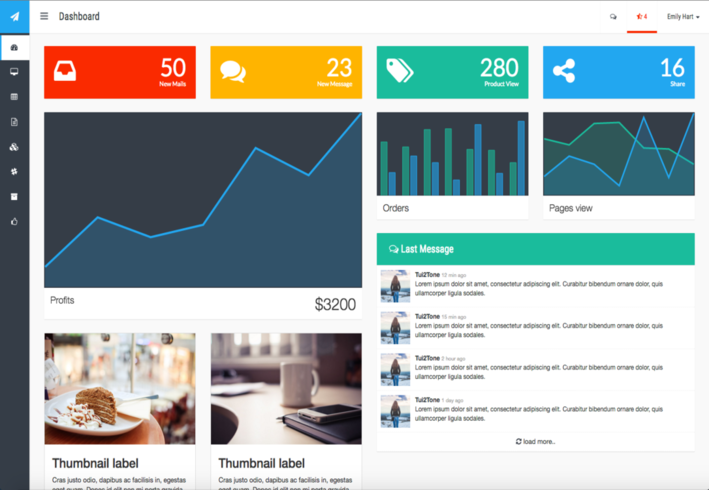 Dashboard
4
Emily Hart
50
New Mails
23
New Message
280
Product View
16
Share
Profits
$3200
Orders
Pages view
Last Message
Tui2Tone 12 min ago
Lorem ipsum dolor sit amet, consectetur adipiscing elit. Curabitur bibendum ornare dolor, quis
ullamcorper ligula sodales.
Tui2Tone 15 min ago
Lorem ipsum dolor sit amet, consectetur adipiscing elit. Curabitur bibendum ornare dolor, quis
ullamcorper ligula sodales.
Tui2Tone 2 hour ago
Lorem ipsum dolor sit amet, consectetur adipiscing elit. Curabitur bibendum ornare dolor, quis
ullamcorper ligula sodales.
Tui2Tone 1 day ago
Lorem ipsum dolor sit amet, consectetur adipiscing elit. Curabitur bibendum ornare dolor, quis
ullamcorper ligula sodales.
load more..
Thumbnail label
Cras justo odio, dapibus ac facilisis in, egestas
Thumbnail label
Cras justo odio, dapibus ac facilisis in, egestas